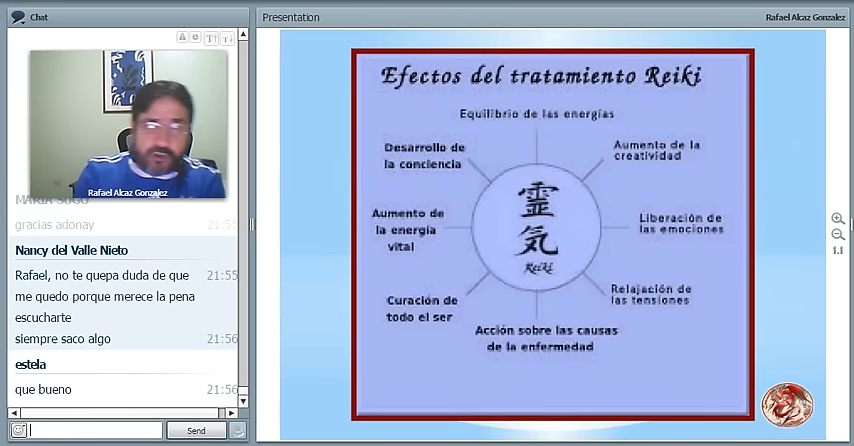 Chat
Rafael Alcaz Gonzalez
MARIA SUGO
gracias adonay
21:55
Nancy del Valle Nieto
Rafael, no te quepa duda de que
21:55
me quedo porque merece la pena
escucharte
siempre saco algo
21:56
estela
que bueno
21:56
Send
Presentation
Rafael Alcaz Gonzalez
Efectos del tratamiento Reiki
Equilibrio de las energías
Desarrollo de
la conciencia
Aumento de la
creatividad
Aumento de
la energía
vital
靈
気
Reiki
Liberación de
las emociones
Curación de
todo el ser
Relajación de
las tensiones
Acción sobre las causas
de la enfermedad
1.1